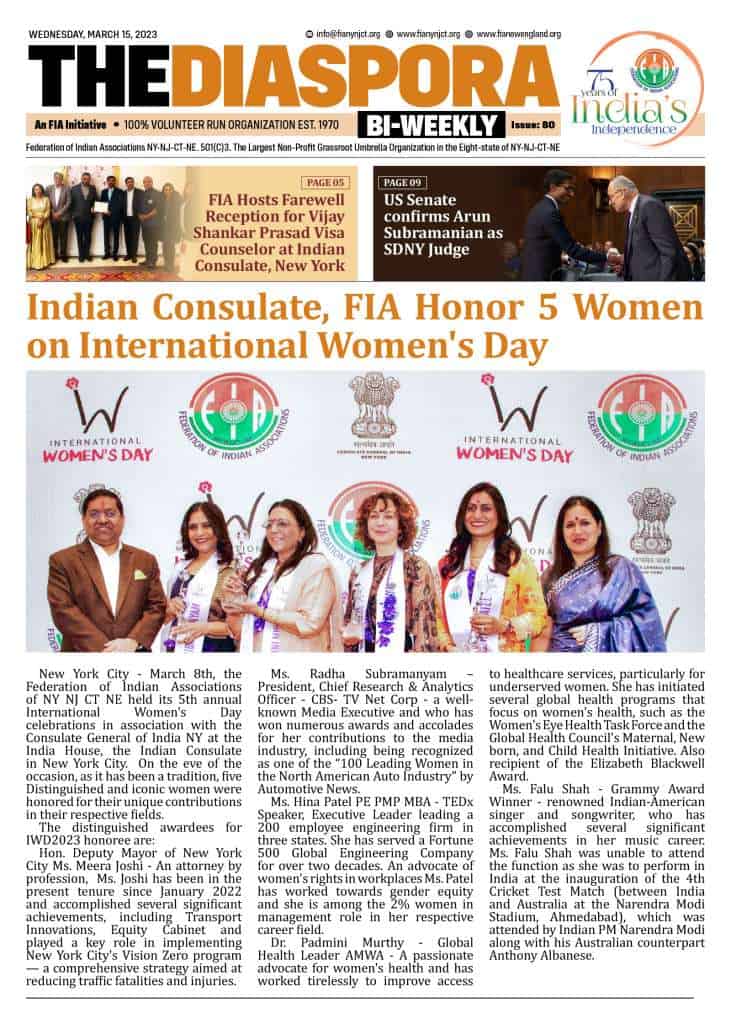 WEDNESDAY, MARCH 15, 2023
info@fianynjct.org www.fianynjct.org www.fianewengland.org
THEDIASPORA
An FIA Initiative • 100% VOLUNTEER RUN ORGANIZATION EST. 1970
BI-WEEKLY
Issue: 80
75
years of
India's
Independence
Federation of Indian Associations NY-NJ-CT-NE. 501(C)3. The Largest Non-Profit Grassroot Umbrella Organization in the Eight-state of NY-NJ-CT-NE
PAGE 05
FIA Hosts Farewell
Reception for Vijay
Shankar Prasad Visa
Counselor at Indian
Consulate, New York
PAGE 09
US Senate
confirms Arun
Subramanian as
SDNY Judge
Indian Consulate, FIA Honor 5 Women
on International Women's Day
INTERNATIONAL
WOMEN'S DAY
FIA
FEDERATION OF INDIAN ASSOCIATIONS
सत्यमेव जयते
CONSULATE GENERAL OF INDIA
NEW YORK
INTERNATIONAL
WOMEN'S DAY
FIA
FEDERATION OF INDIAN ASSOCIATIONS
New York City - March 8th, the
Federation of Indian Associations
of NY NJ CT NE held its 5th annual
International Women's Day
celebrations in association with the
Consulate General of India NY at the
India House, the Indian Consulate
in New York City. On the eve of the
occasion, as it has been a tradition, five
Distinguished and iconic women were
honored for their unique contributions
in their respective fields.
The distinguished awardees for
IWD2023 honoree are:
Hon. Deputy Mayor of New York
City Ms. Meera Joshi - An attorney by
profession, Ms. Joshi has been in the
present tenure since January 2022
and accomplished several significant
achievements, including Transport
Innovations, Equity Cabinet and
played a key role in implementing
New York City's Vision Zero program
— a comprehensive strategy aimed at
reducing traffic fatalities and injuries.
Ms. Radha Subramanyam –
President, Chief Research & Analytics
Officer - CBS- TV Net Corp - a well-
known Media Executive and who has
won numerous awards and accolades
for her contributions to the media
industry, including being recognized
as one of the “100 Leading Women in
the North American Auto Industry” by
Automotive News.
Ms. Hina Patel PE PMP MBA - TEDx
Speaker, Executive Leader leading a
200 employee engineering firm in
three states. She has served a Fortune
500 Global Engineering Company
for over two decades. An advocate of
women's rights in workplaces Ms. Patel
has worked towards gender equity
and she is among the 2% women in
management role in her respective
career field.
Dr. Padmini Murthy - Global
Health Leader AMWA - A passionate
advocate for women's health and has
worked tirelessly to improve access
to healthcare services, particularly for
underserved women. She has initiated
several global health programs that
focus on women's health, such as the
Women's Eye Health Task Force and the
Global Health Council's Maternal, New
born, and Child Health Initiative. Also
recipient of the Elizabeth Blackwell
Award.
Ms. Falu Shah - Grammy Award
Winner - renowned Indian-American
singer and songwriter, who has
accomplished several significant
achievements in her music career.
Ms. Falu Shah was unable to attend
the function as she was to perform in
India at the inauguration of the 4th
Cricket Test Match (between India
and Australia at the Narendra Modi
Stadium, Ahmedabad), which was
attended by Indian PM Narendra Modi
along with his Australian counterpart
Anthony Albanese.